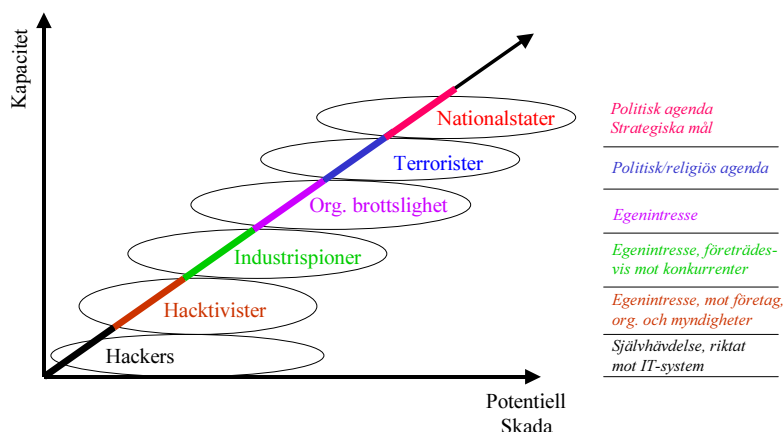 Kapacitet
Nationalstater
Terrorister
Org. brottslighet
Industrispioner
Hacktivister
Hackers
Potentiell
Skada
Politisk agenda
Strategiska mål
Politisk/religiös agenda
Egenintresse
Egenintresse, företrädes-
vis mot konkurrenter
Egenintresse, mot företag,
org. och myndigheter
Självhävdelse, riktat
mot IT-system